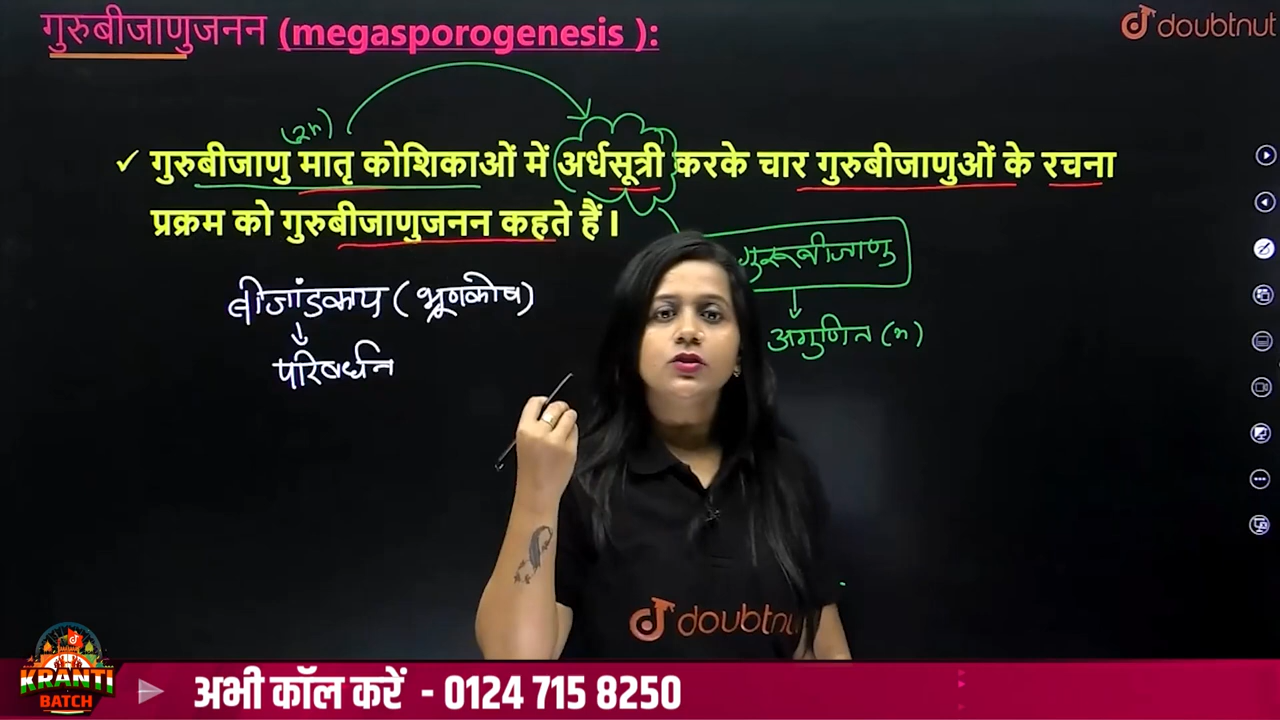 गुरुबीजाणुजनन (megasporogenesis ):
doubtnut
(2n)
✓ गुरुबीजाणु मातृ कोशिकाओं में अर्धसूत्री करके चार गुरुबीजाणुओं के रचना
प्रक्रम को गुरुबीजाणुजनन कहते हैं।
गुरूबीजाणु
बीजांडकाय (भ्रूणकोष)
अगुणित (n)
परिवर्धन
doubtnut
KRANTI
BATCH
अभी कॉल करें - 0124 715 8250